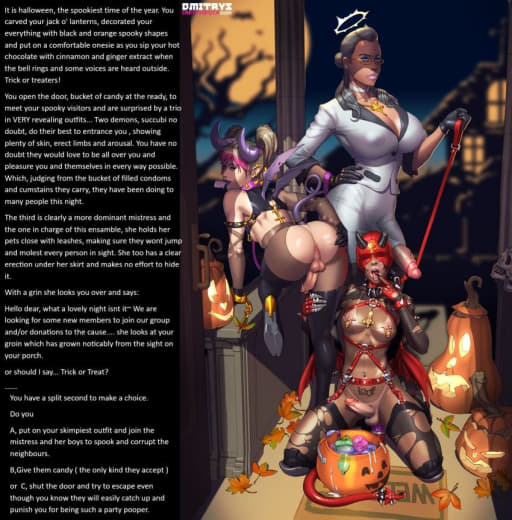 It is halloween, the spookiest time of the year. You
carved your jack o' lanterns, decorated your
everything with black and orange spooky shapes
and put on a comfortable onesie as you sip your hot
chocolate with cinnamon and ginger extract when
the bell rings and some voices are heard outside.
Trick or treaters!
You open the door, bucket of candy at the ready, to
meet your spooky visitors and are surprised by a trio
in VERY revealing outfits... Two demons, succubi no
doubt, do their best to entrance you , showing
plenty of skin, erect limbs and arousal. You have no
doubt they would love to be all over you and
pleasure you and themselves in every way possible.
Which, judging from the bucket of filled condoms
and cumstains they carry, they have been doing to
many people this night.
The third is clearly a more dominant mistress and
the one in charge of this ensamble, she holds her
pets close with leashes, making sure they wont jump
and molest every person in sight. She too has a clear
erection under her skirt and makes no effort to hide
it.
With a grin she looks you over and says:
Hello dear, what a lovely night isnt it~ We are
looking for some new members to join our group
and/or donations to the cause.... she looks at your
groin which has grown noticably from the sight on
your porch.
or should I say... Trick or Treat?
You have a split second to make a choice.
Do you
A, put on your skimpiest outfit and join the
mistress and her boys to spook and corrupt the
neighbours.
B,Give them candy ( the only kind they accept )
or C, shut the door and try to escape even
though you know they will easily catch up and
punish you for being such a party pooper.
DMITRYS